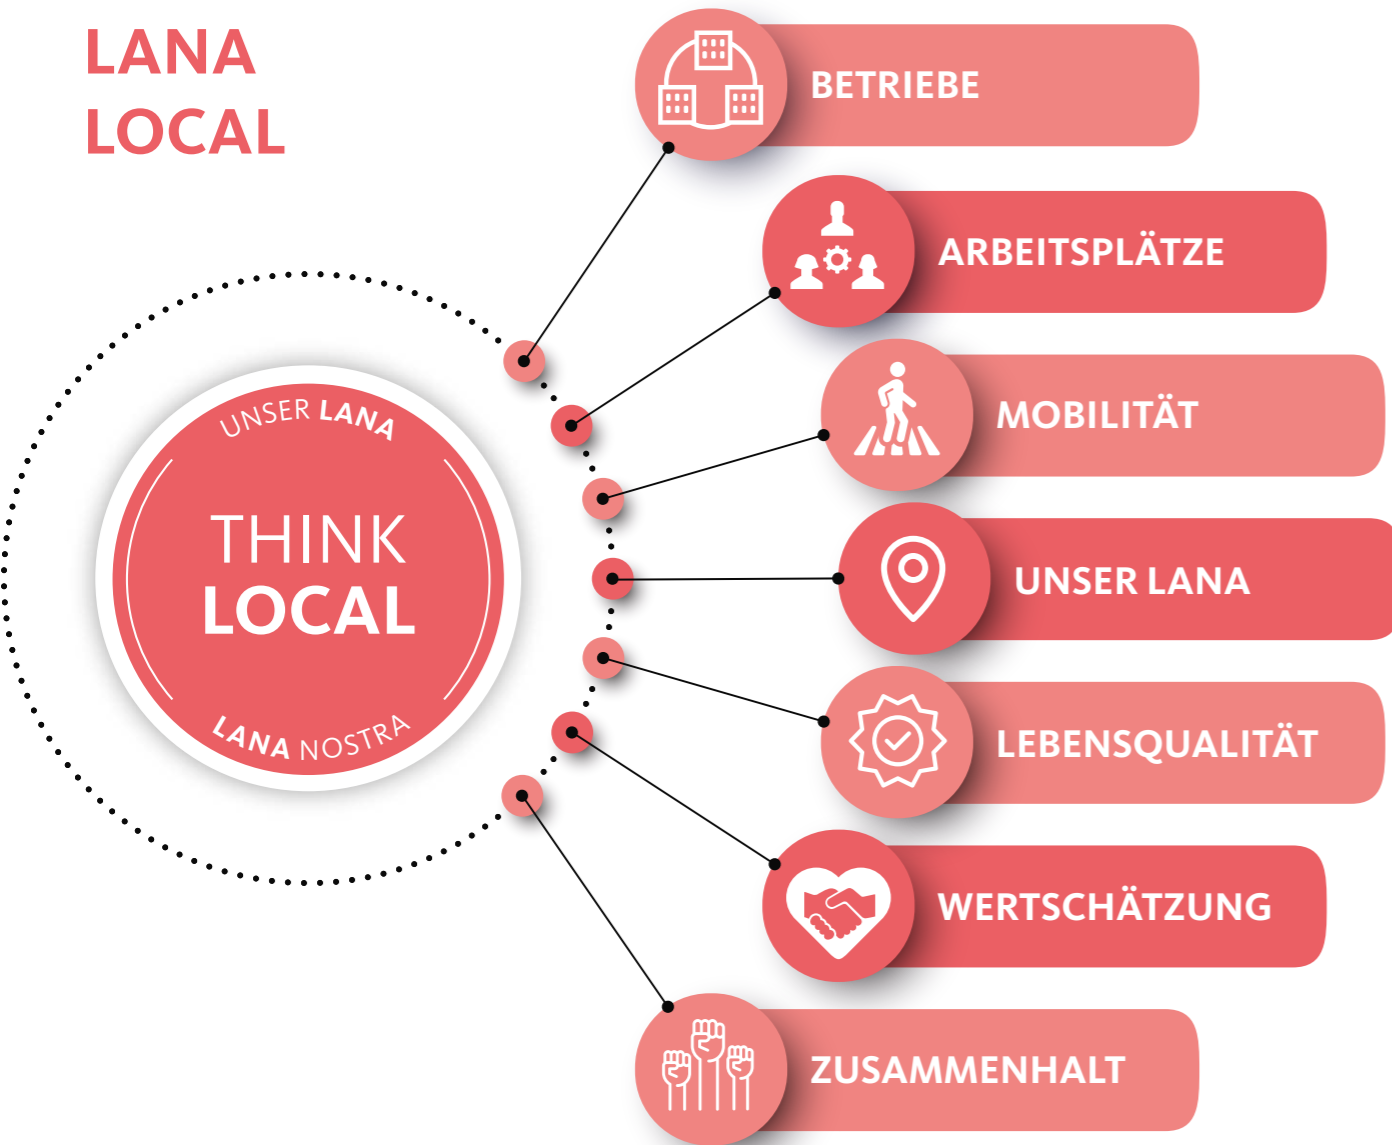 LANA
LOCAL
UNSER LANA
THINK
LOCAL
LANA NOSTRA
BETRIEBE
ARBEITSPLÄTZE
MOBILITÄT
UNSER LANA
LEBENSQUALITÄT
WERTSCHÄTZUNG
ZUSAMMENHALT